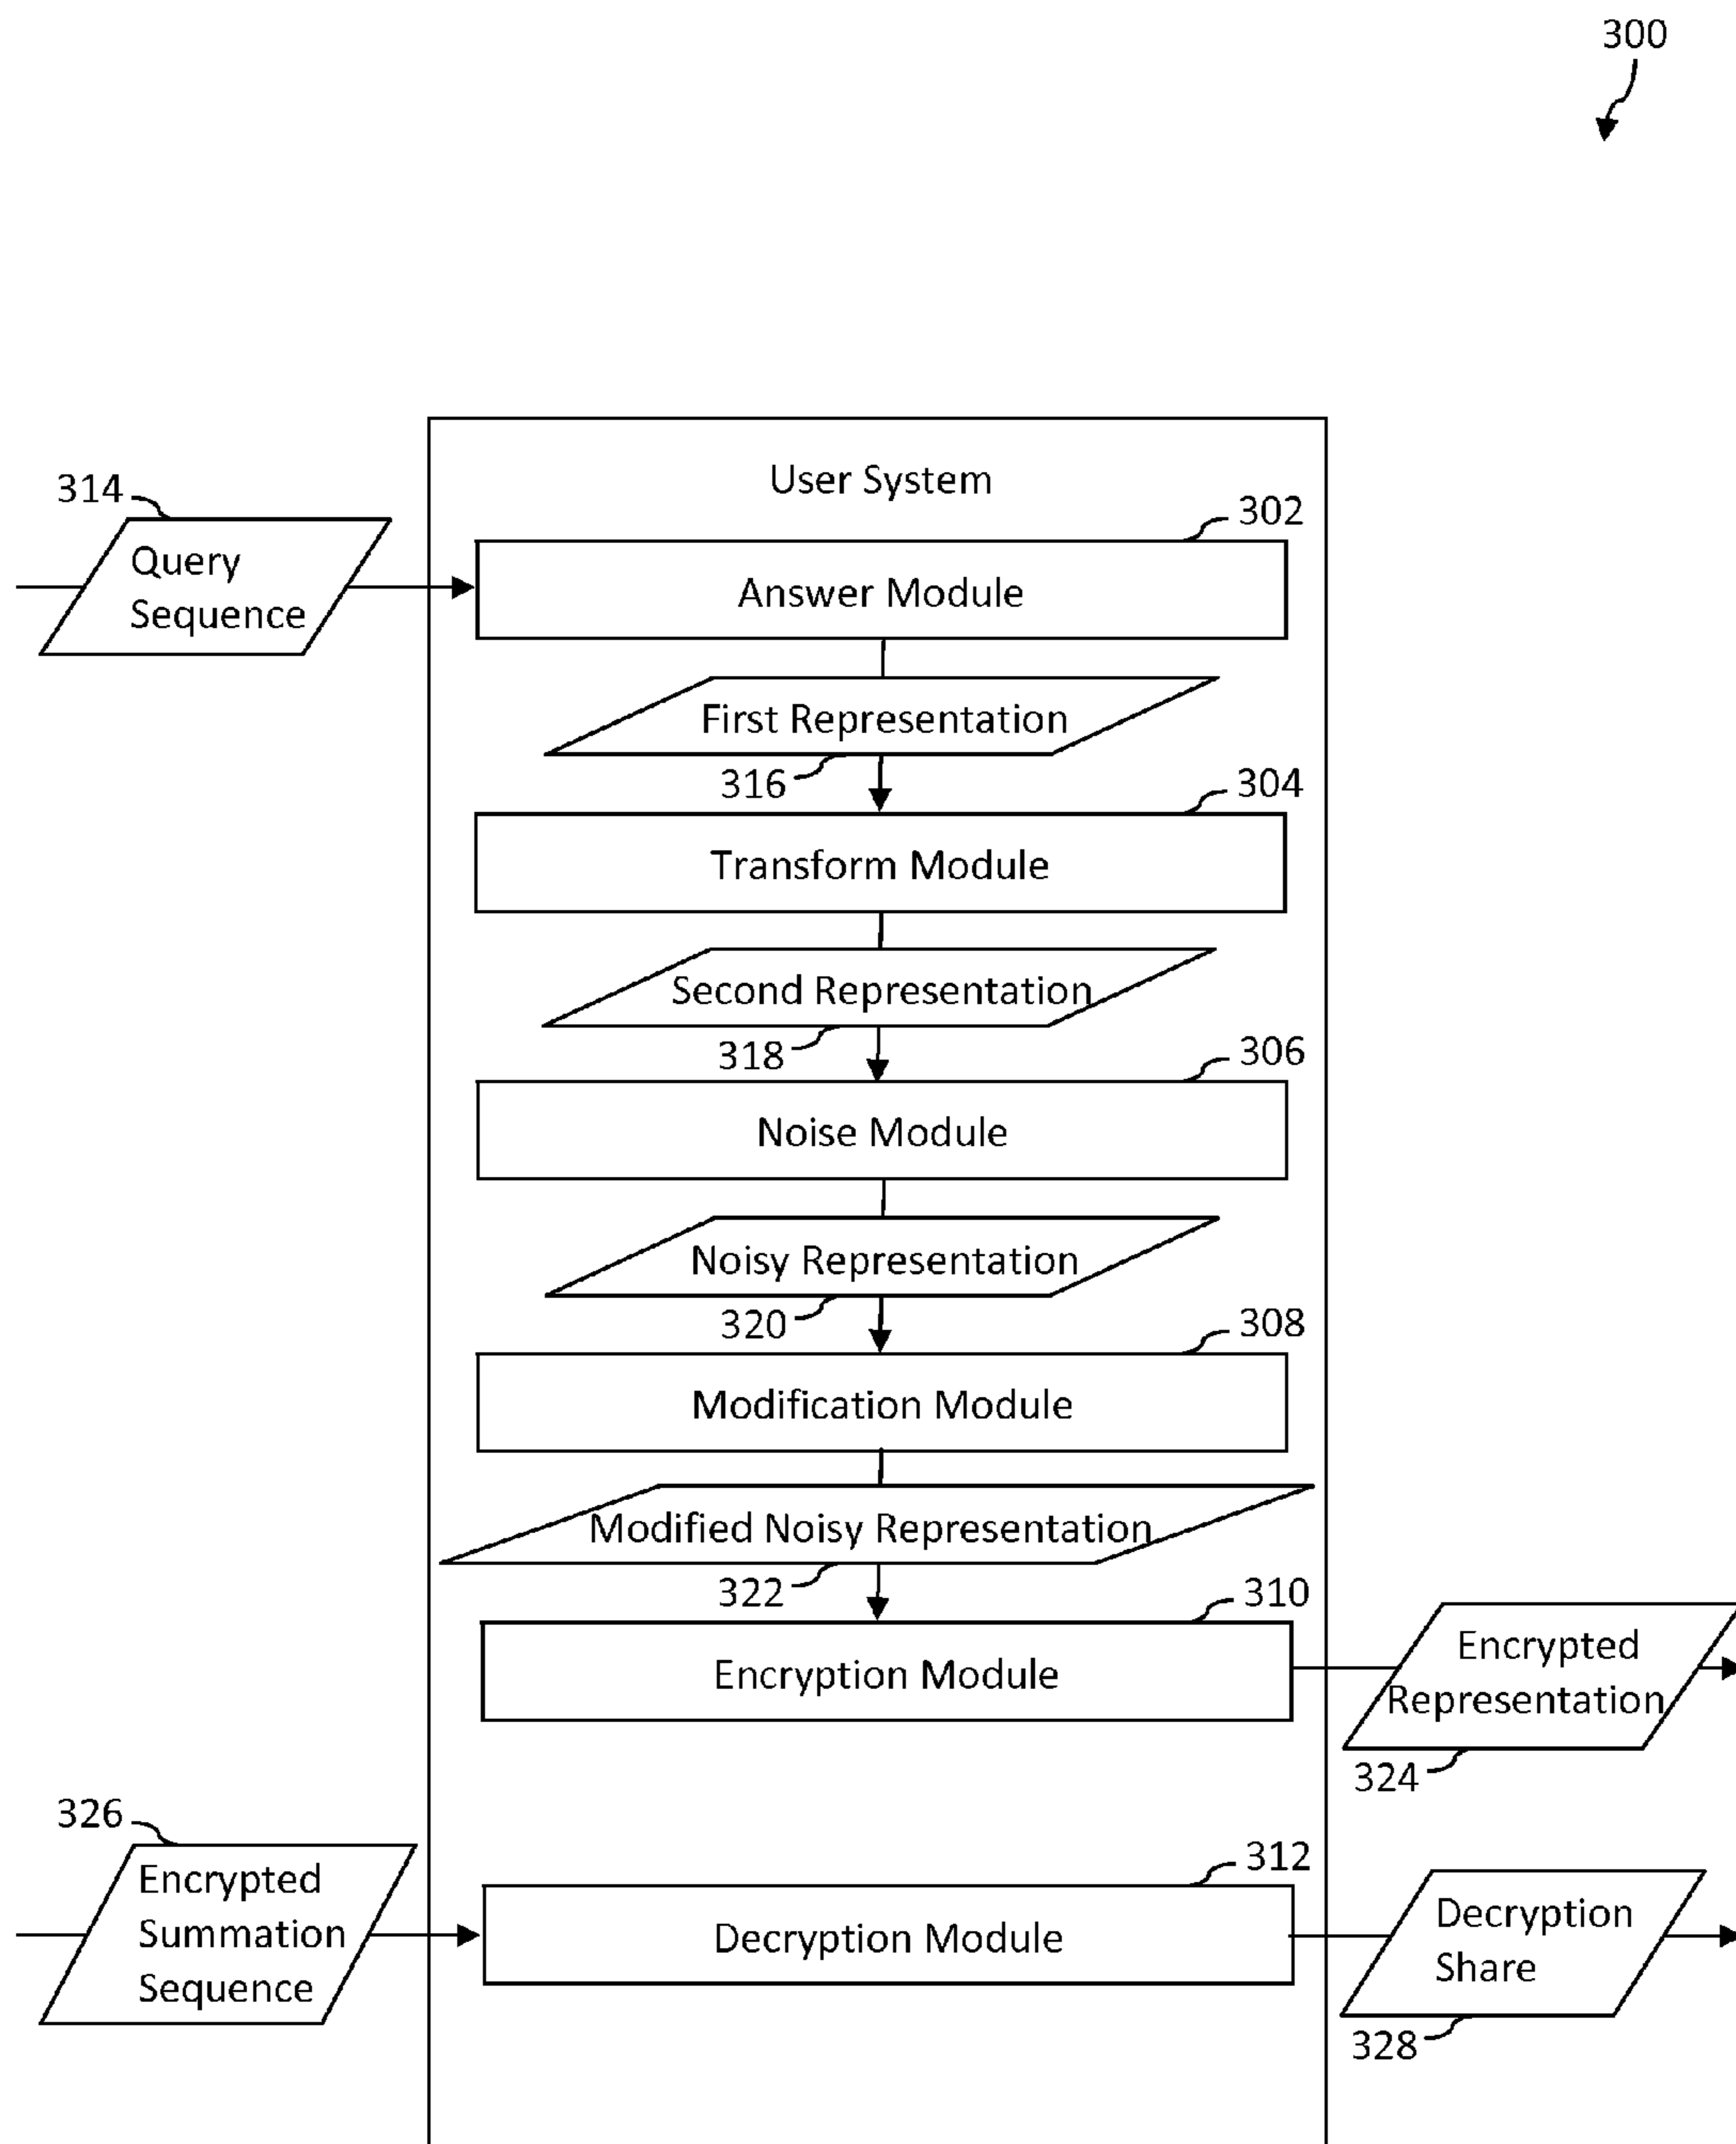 300
User System
314
Query
Sequence
302
Answer Module
First Representation
316
304
Transform Module
Second Representation
318
306
Noise Module
Noisy Representation
320
308
Modification Module
Modified Noisy Representation
322
310
Encryption Module
Encrypted
Representation
324
326
Encrypted
Summation
Sequence
312
Decryption Module
Decryption
Share
328